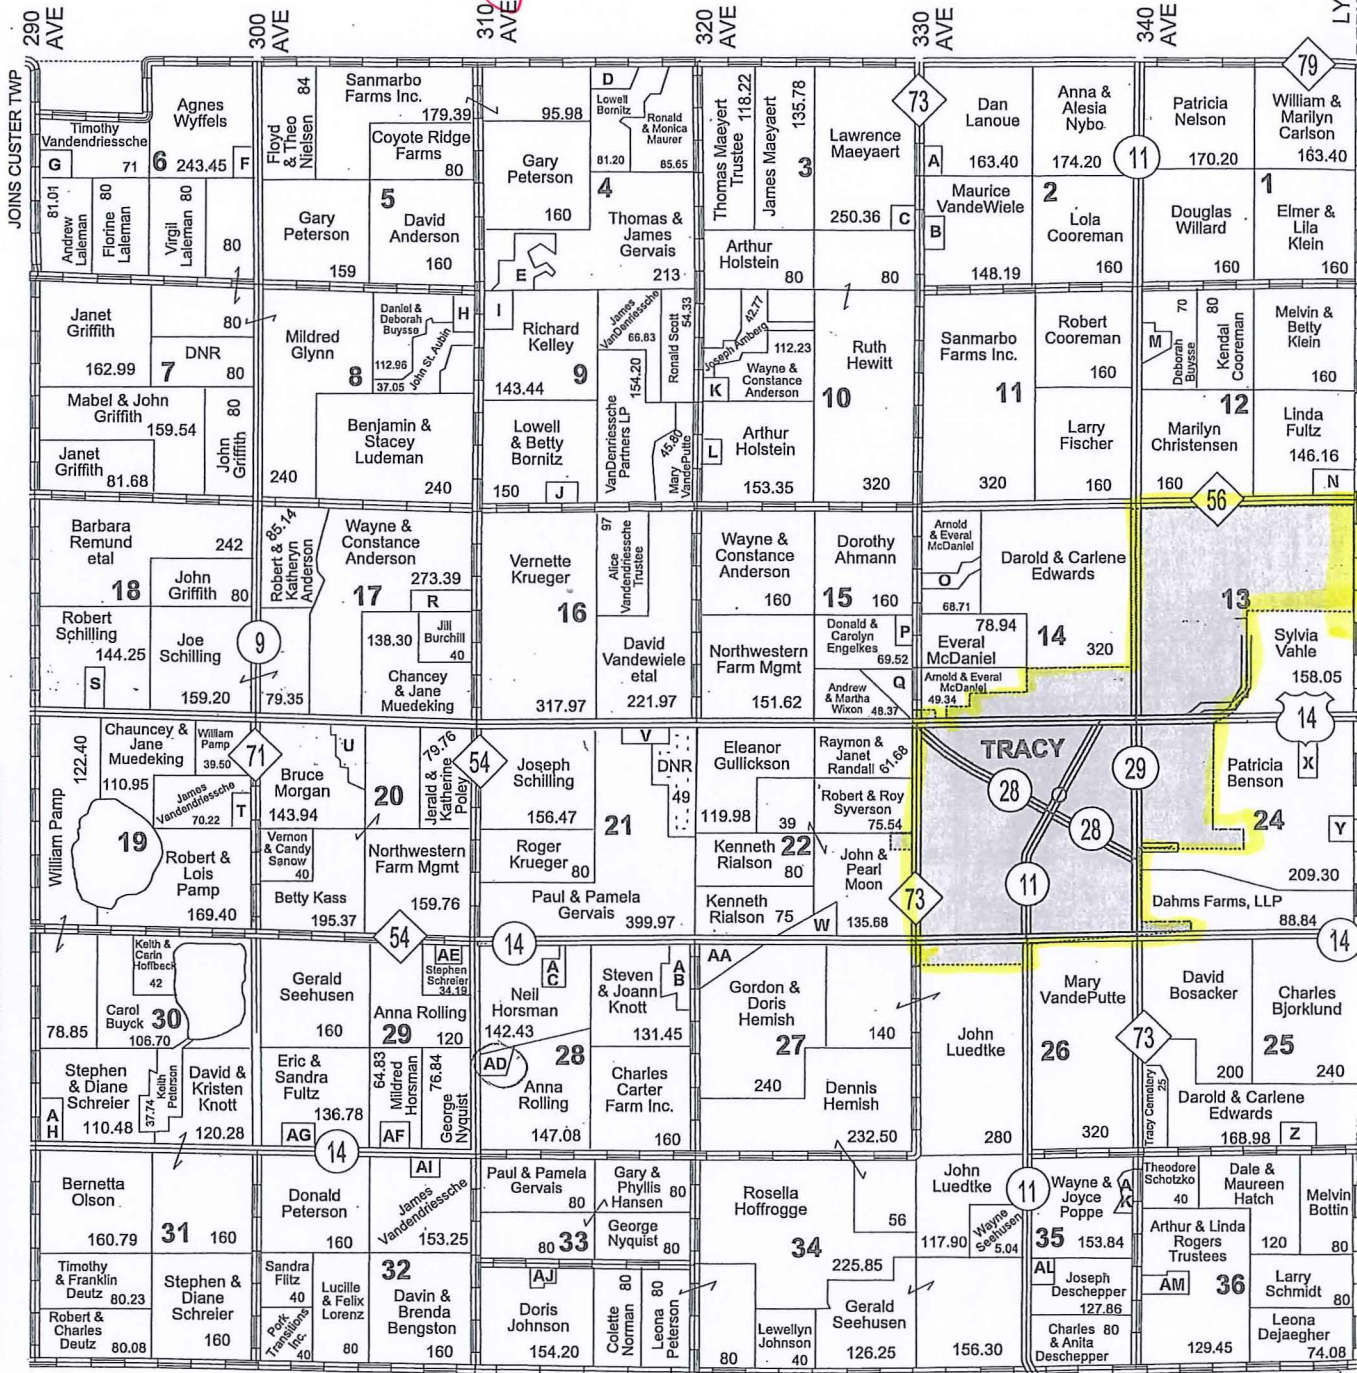 290 AVE
300 AVE
310 AVE
320 AVE
330 AVE
340 AVE
LY
JOINS CUSTER TWP
79
73
11
Timothy
Vandendriessche
71
G
6
Agnes
Wyffels
243.45
F
81.01
Andrew
Laleman
Florine
Laleman
80
Virgil
Laleman
80
80
Floyd
& Theo
Nielsen
84
Sanmarbo
Farms Inc.
179.39
Coyote Ridge
Farms
80
5
Gary
Peterson
159
David
Anderson
160
95.98
D
Lowell
Bornitz
81.20
Ronald
& Monica
Maurer
85.65
Gary
Peterson
160
4
Thomas &
James
Gervais
213
E
Thomas Maeyert
Trustee
118.22
James Maeyaert
135.78
3
Lawrence
Maeyaert
250.36
C
Arthur
Holstein
80
80
Dan
Lanoue
A
163.40
Anna &
Alesia
Nybo
174.20
Maurice
VandeWiele
B
148.19
2
Lola
Cooreman
160
Patricia
Nelson
170.20
William &
Marilyn
Carlson
163.40
1
Douglas
Willard
160
Elmer &
Lila
Klein
160
Janet
Griffith
162.99
80
DNR
80
7
Mabel & John
Griffith
159.54
Janet
Griffith
81.68
John
Griffith
80
Mildred
Glynn
240
8
Daniel &
Deborah
Buysse
112.96
H
John St. Aubin
37.05
Benjamin &
Stacey
Ludeman
240
I
Richard
Kelley
143.44
9
James
VanDenriessche
66.83
Ronald Scott
54.33
154.20
VanDenriessche
Partners LP
Mary
VandePutte
45.80
Lowell
& Betty
Bornitz
150
J
42.77
Joseph Amberg
112.23
Wayne &
Constance
Anderson
K
Ruth
Hewitt
10
L
Arthur
Holstein
153.35
320
Sanmarbo
Farms Inc.
11
320
Robert
Cooreman
160
Larry
Fischer
160
M
Deborah
Buysse
70
Kendal
Cooreman
80
Melvin &
Betty
Klein
160
12
Marilyn
Christensen
160
Linda
Fultz
146.16
N
56
Barbara
Remund
etal
242
18
John
Griffith
80
Robert
Schilling
144.25
S
Joe
Schilling
159.20
9
Robert &
Katheryn
Anderson
85.14
79.35
Wayne &
Constance
Anderson
273.39
17
R
138.30
Jill
Burchill
40
Chancey
& Jane
Muedeking
Vernette
Krueger
16
317.97
Alice
Vandendriessche
Trustee
97
David
Vandewiele
etal
221.97
Wayne &
Constance
Anderson
160
Dorothy
Ahmann
15
160
Northwestern
Farm Mgmt
151.62
Donald &
Carolyn
Engelkes
69.52
P
Andrew
& Martha
Wixon
48.37
Q
Arnold
& Everal
McDaniel
O
68.71
Darold & Carlene
Edwards
78.94
14
320
Everal
McDaniel
Arnold & Everal
McDaniel
49.34
13
Sylvia
Vahle
158.05
14
122.40
William Pamp
Chauncey &
Jane
Muedeking
110.95
William
Pamp
39.50
James
Vandendriessche
70.22
T
19
Robert &
Lois
Pamp
169.40
71
U
Bruce
Morgan
143.94
20
Jerald &
Katherine
Poley
79.76
54
Vernon
& Candy
Sanow
40
Betty Kass
195.37
Northwestern
Farm Mgmt
159.76
54
V
Joseph
Schilling
156.47
DNR
49
21
Roger
Krueger
80
Paul & Pamela
Gervais
399.97
Eleanor
Gullickson
119.98
Raymon &
Janet
Randall
61.68
Robert & Roy
Syverson
75.54
39
22
Kenneth
Rialson
80
Kenneth
Rialson
75
John &
Pearl
Moon
135.68
W
73
TRACY
28
28
11
29
Patricia
Benson
X
24
Y
209.30
Dahms Farms, LLP
88.84
14
14
Keith &
Carin
Hoffbeck
42
Carol
Buyck
106.70
30
78.85
Stephen
& Diane
Schreier
110.48
A
H
Keith
Peterson
37.74
David &
Kristen
Knott
120.28
Gerald
Seehusen
160
AE
Stephen
Schreier
34.19
Anna Rolling
29
120
Eric &
Sandra
Fultz
136.78
AG
64.83
Mildred
Horsman
AF
76.84
George
Nyquist
14
A
C
Neil
Horsman
142.43
Steven
& Joann
Knott
131.45
A
B
28
AD
Anna
Rolling
147.08
Charles
Carter
Farm Inc.
160
AA
Gordon &
Doris
Hemish
27
240
140
Dennis
Hemish
232.50
John
Luedtke
280
Mary
VandePutte
26
320
73
David
Bosacker
200
Charles
Bjorklund
25
240
Tracy Cemetery
25
Darold & Carlene
Edwards
168.98
Z
Bernetta
Olson
160.79
31
160
Timothy
& Franklin
Deutz
80.23
Robert &
Charles
Deutz
80.08
Stephen &
Diane
Schreier
160
Donald
Peterson
160
AI
James
Vandendriessche
153.25
32
Sandra
Flitz
40
Pork
Transitions
Inc.
40
Lucille
& Felix
Lorenz
80
Davin &
Brenda
Bengston
160
Paul & Pamela
Gervais
80
Gary &
Phyllis
Hansen
80
80
33
George
Nyquist
80
AJ
Doris
Johnson
154.20
Colette
Norman
80
Leona
Peterson
80
Rosella
Hoffrogge
56
34
225.85
80
Lewellyn
Johnson
40
Gerald
Seehusen
126.25
John
Luedtke
117.90
Wayne
Seehusen
5.04
11
156.30
Wayne &
Joyce
Poppe
A
K
35
153.84
AL
Joseph
Deschepper
127.86
Charles
& Anita
Deschepper
80
Theodore
Schotzko
40
Dale &
Maureen
Hatch
120
Melvin
Bottin
80
Arthur & Linda
Rogers
Trustees
AM
36
129.45
Larry
Schmidt
80
Leona
Dejaegher
74.08